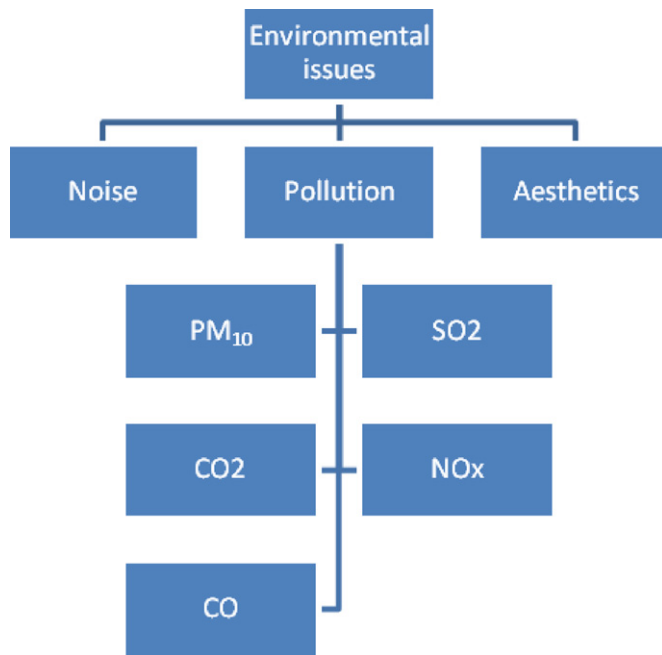 Environmental
issues
Noise
Pollution
Aesthetics
PM₁₀
SO2
CO2
NOx
CO